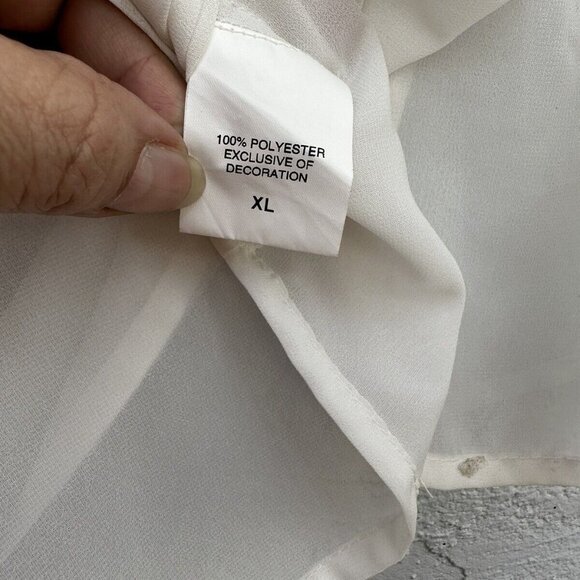 100% POLYESTER
EXCLUSIVE OF
DECORATION
XL